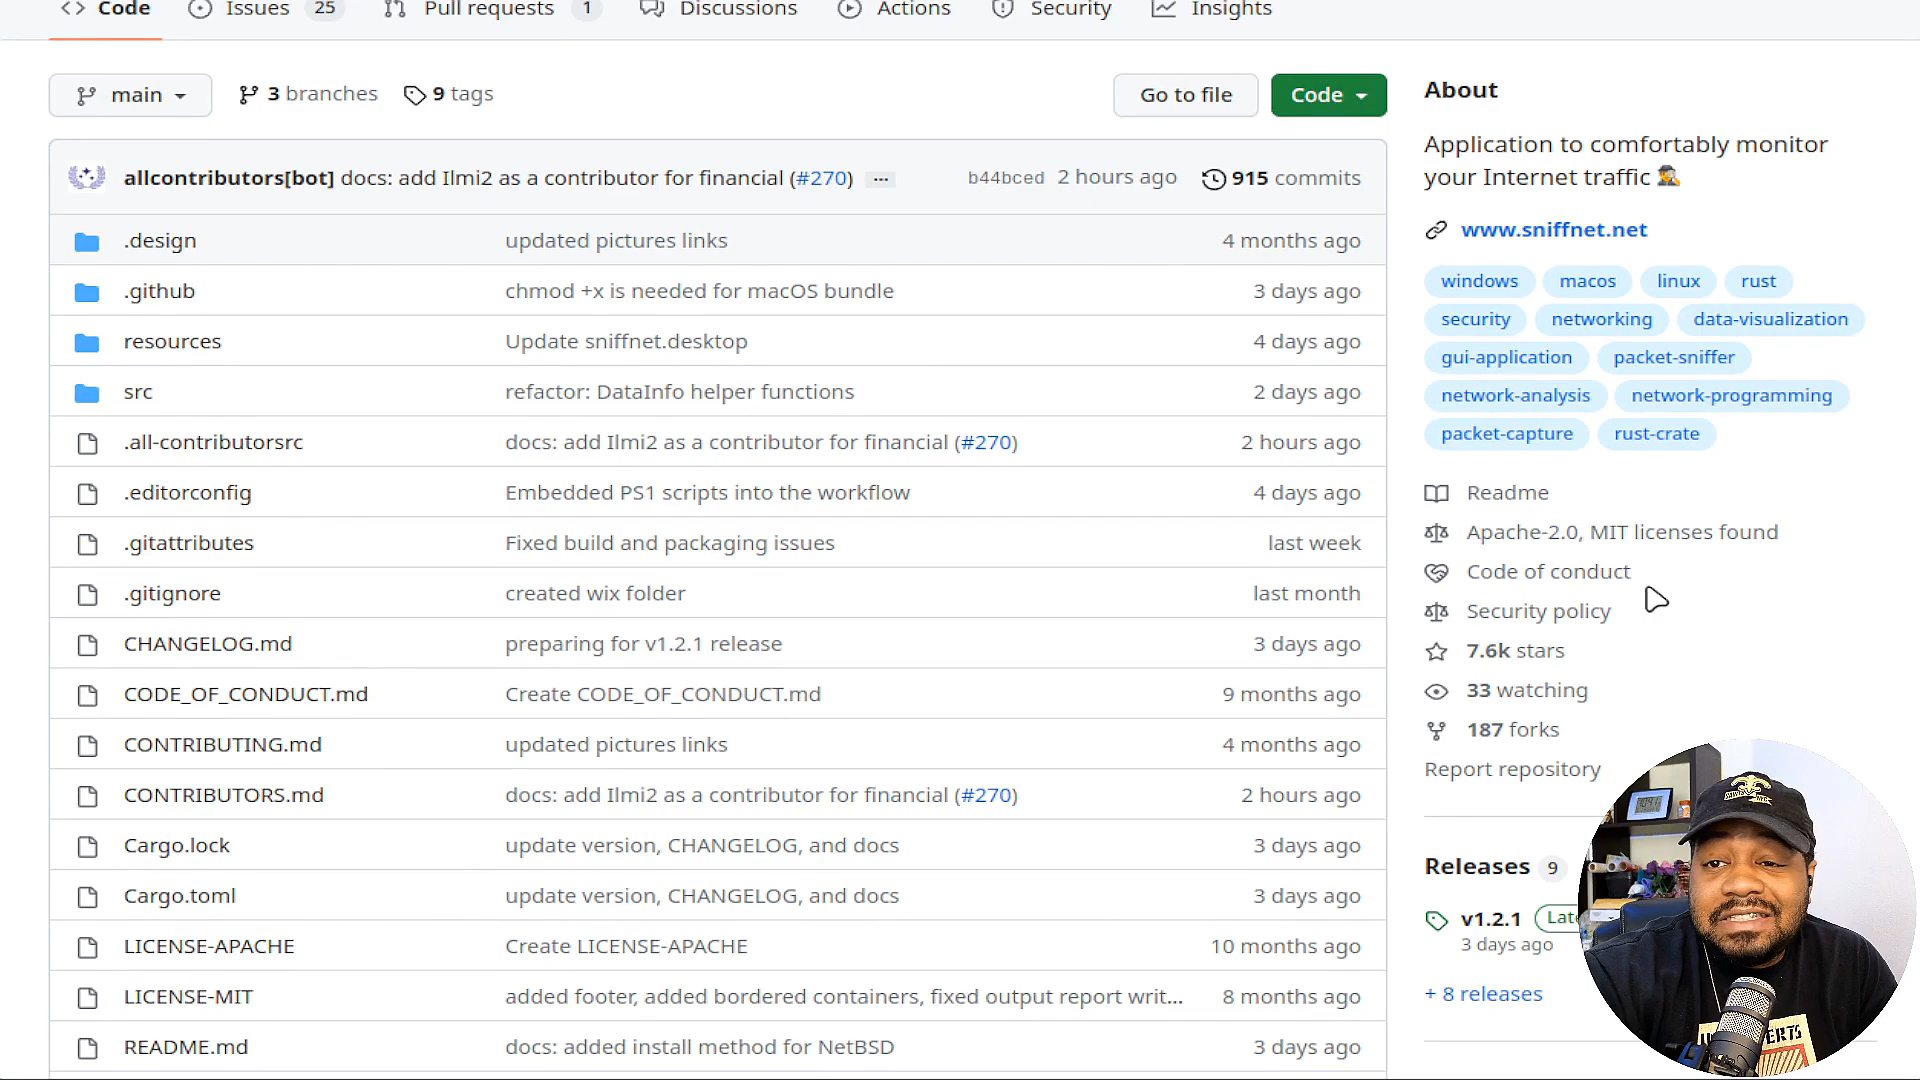 Code Issues 25 Pull requests 1 Discussions Actions Security Insights
main 3 branches 9 tags Go to file Code
allcontributors[bot] docs: add Ilmi2 as a contributor for financial (#270) ... b44bced 2 hours ago 915 commits
.design updated pictures links 4 months ago
.github chmod +x is needed for macOS bundle 3 days ago
resources Update sniffnet.desktop 4 days ago
src refactor: DataInfo helper functions 2 days ago
.all-contributorsrc docs: add Ilmi2 as a contributor for financial (#270) 2 hours ago
.editorconfig Embedded PS1 scripts into the workflow 4 days ago
.gitattributes Fixed build and packaging issues last week
.gitignore created wix folder last month
CHANGELOG.md preparing for v1.2.1 release 3 days ago
CODE_OF_CONDUCT.md Create CODE_OF_CONDUCT.md 9 months ago
CONTRIBUTING.md updated pictures links 4 months ago
CONTRIBUTORS.md docs: add Ilmi2 as a contributor for financial (#270) 2 hours ago
Cargo.lock update version, CHANGELOG, and docs 3 days ago
Cargo.toml update version, CHANGELOG, and docs 3 days ago
LICENSE-APACHE Create LICENSE-APACHE 10 months ago
LICENSE-MIT added footer, added bordered containers, fixed output report writ... 8 months ago
README.md docs: added install method for NetBSD 3 days ago
About
Application to comfortably monitor
your Internet traffic
www.sniffnet.net
windows macos linux rust
security networking data-visualization
gui-application packet-sniffer
network-analysis network-programming
packet-capture rust-crate
Readme
Apache-2.0, MIT licenses found
Code of conduct
Security policy
7.6k stars
33 watching
187 forks
Report repository
Releases 9
v1.2.1
3 days ago
+ 8 releases